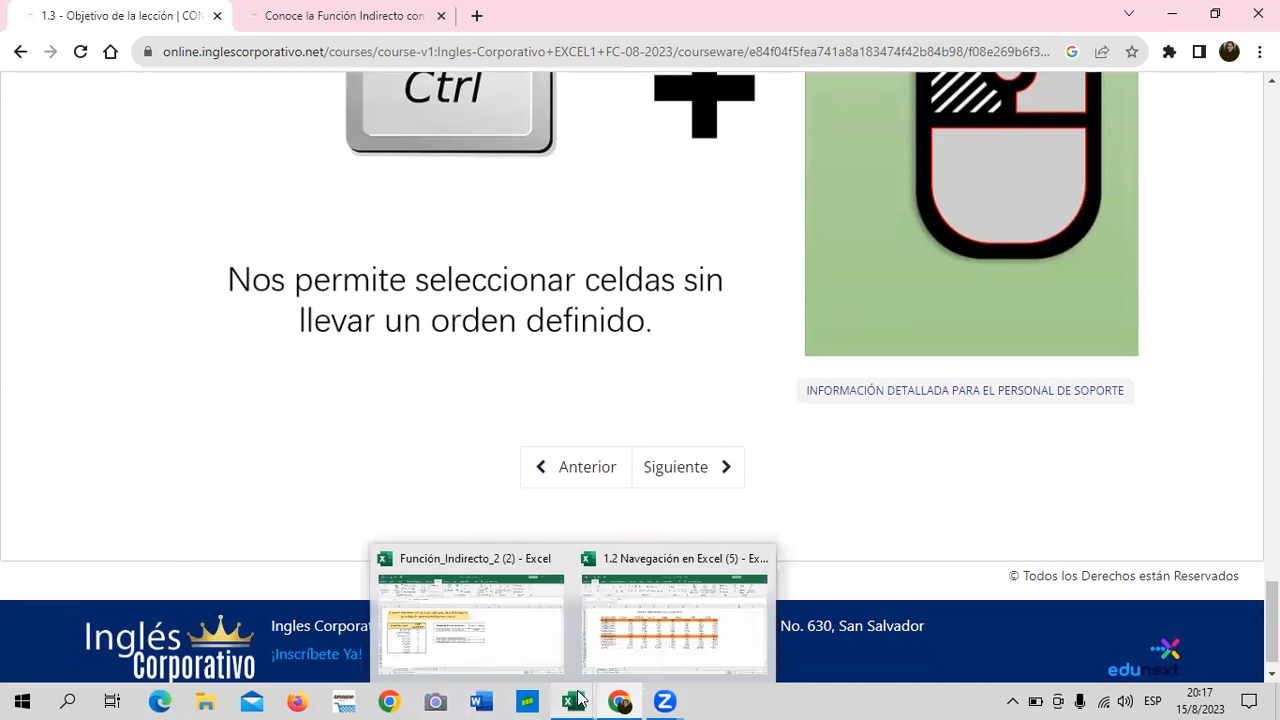 1.3 - Objetivo de la lección | CON
Conoce la Función Indirecto con
online.inglescorporativo.net/courses/course-v1:Ingles-Corporativo+EXCEL1+FC-08-2023/courseware/e84f04f5fea741a8a183474f42b84b98/f08e269b6f3...
Ctrl
Nos permite seleccionar celdas sin
llevar un orden definido.
INFORMACIÓN DETALLADA PARA EL PERSONAL DE SOPORTE
Anterior
Siguiente
Función_Indirecto_2 (2) - Excel
1.2 Navegación en Excel (5) - Ex...
© Todos los Derechos están Reservados
Inglés
Corporativo
Ingles Corpora
No. 630, San Salvador
¡Inscríbete Ya!
edunext
ESP
20:17
15/8/2023